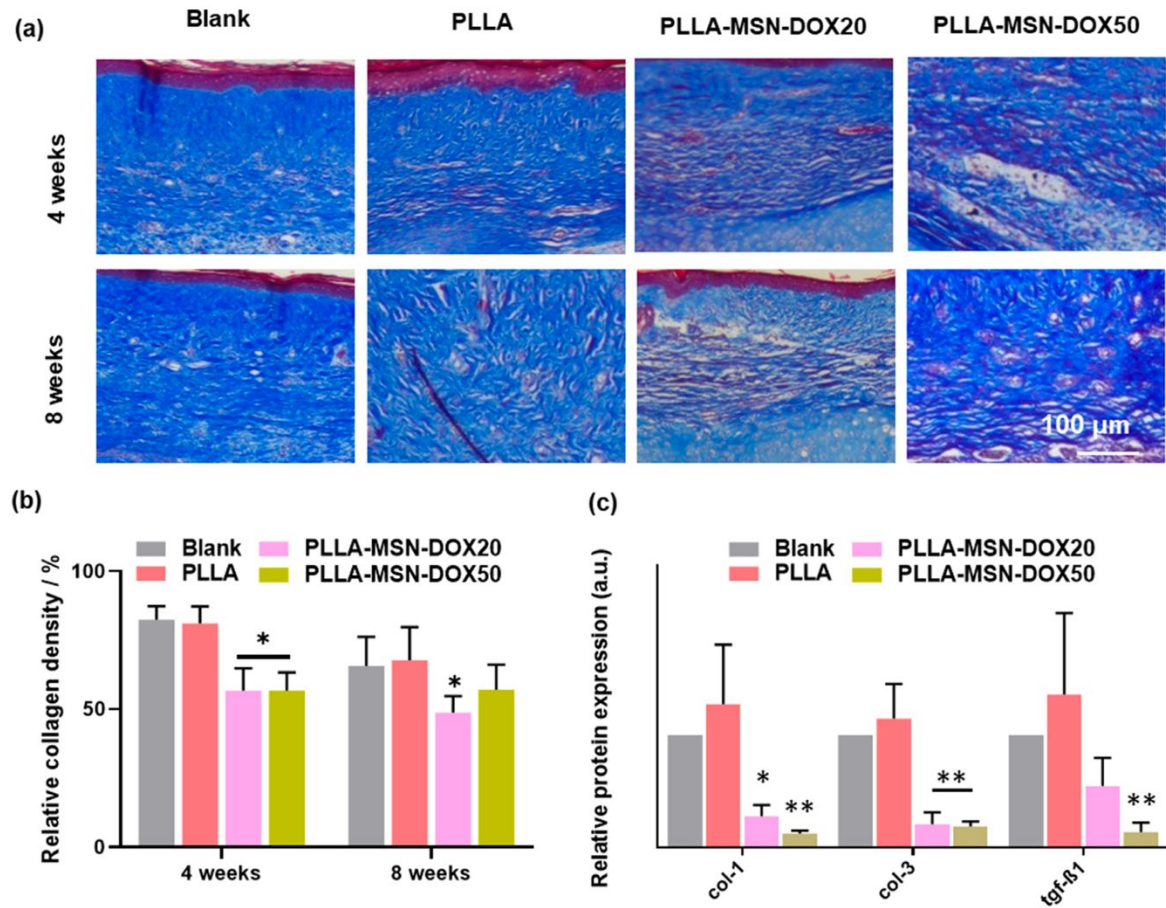 (a)
Blank PLLA PLLA-MSN-DOX20 PLLA-MSN-DOX50
4 weeks
8 weeks
100 μm
(b)
Blank PLLA-MSN-DOX20
PLLA PLLA-MSN-DOX50
Relative collagen density / %
100
50
0
*
*
4 weeks 8 weeks
(c)
Blank PLLA-MSN-DOX20
PLLA PLLA-MSN-DOX50
Relative protein expression (a.u.)
*
**
**
**
col-1 col-3 tgf-ß1